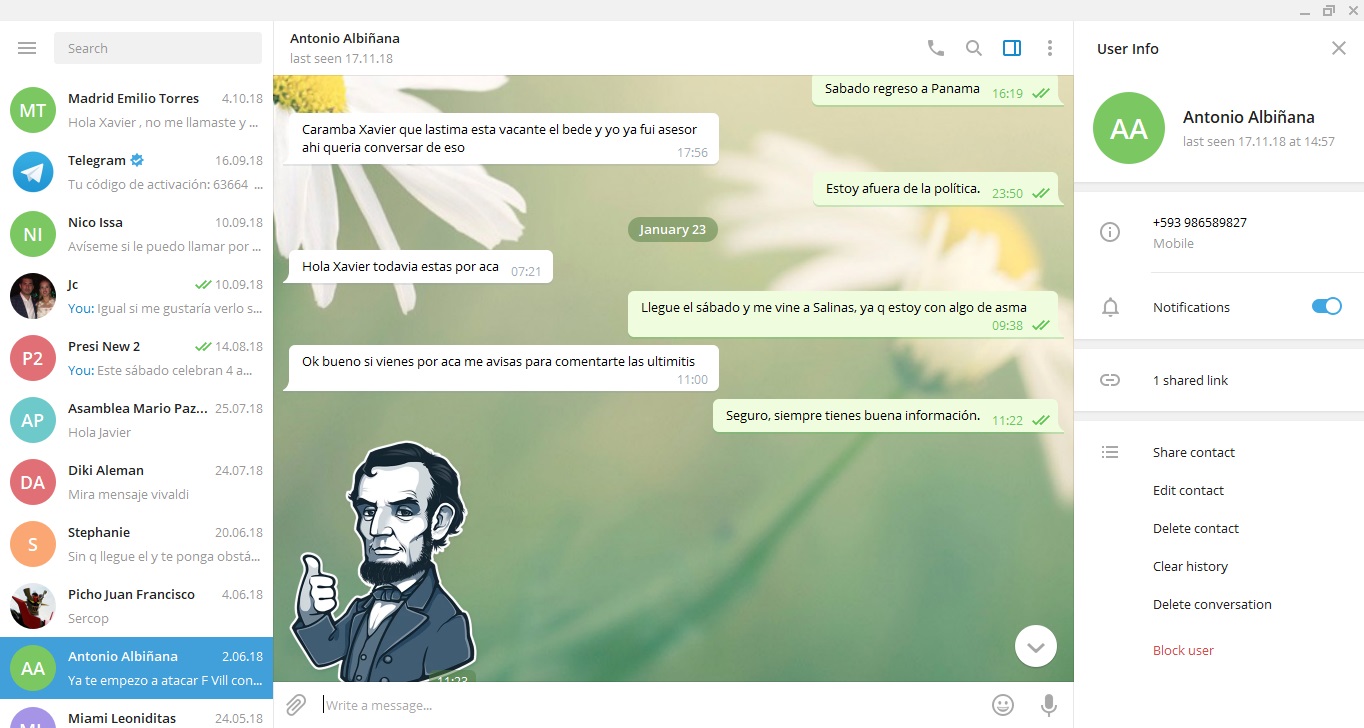 Search
MT
Madrid Emilio Torres 4.10.18
Hola Xavier , no me llamaste y ...
Telegram 16.09.18
Tu código de activación: 63664 ...
NI
Nico Issa 10.09.18
Avíseme si le puedo llamar por ...
Jc 10.09.18
You: Igual si me gustaría verlo s...
P2
Presi New 2 14.08.18
You: Este sábado celebran 4 a...
AP
Asamblea Mario Paz... 25.07.18
Hola Javier
DA
Diki Aleman 24.07.18
Mira mensaje vivaldi
S
Stephanie 20.06.18
Sin q llegue el y te ponga obstá...
Picho Juan Francisco 4.06.18
Sercop
AA
Antonio Albiñana 2.06.18
Ya te empezo a atacar F Vill con...
Miami Leoniditas 24.05.18
Antonio Albiñana
last seen 17.11.18
Sabado regreso a Panama 16:19
Caramba Xavier que lastima esta vacante el bede y yo ya fui asesor
ahi queria conversar de eso 17:56
Estoy afuera de la política. 23:50
January 23
Hola Xavier todavia estas por aca 07:21
Llegue el sábado y me vine a Salinas, ya q estoy con algo de asma
09:38
Ok bueno si vienes por aca me avisas para comentarte las ultimitis
11:00
Seguro, siempre tienes buena información. 11:22
11:23
Write a message...
User Info
AA
Antonio Albiñana
last seen 17.11.18 at 14:57
+593 986589827
Mobile
Notifications
1 shared link
Share contact
Edit contact
Delete contact
Clear history
Delete conversation
Block user